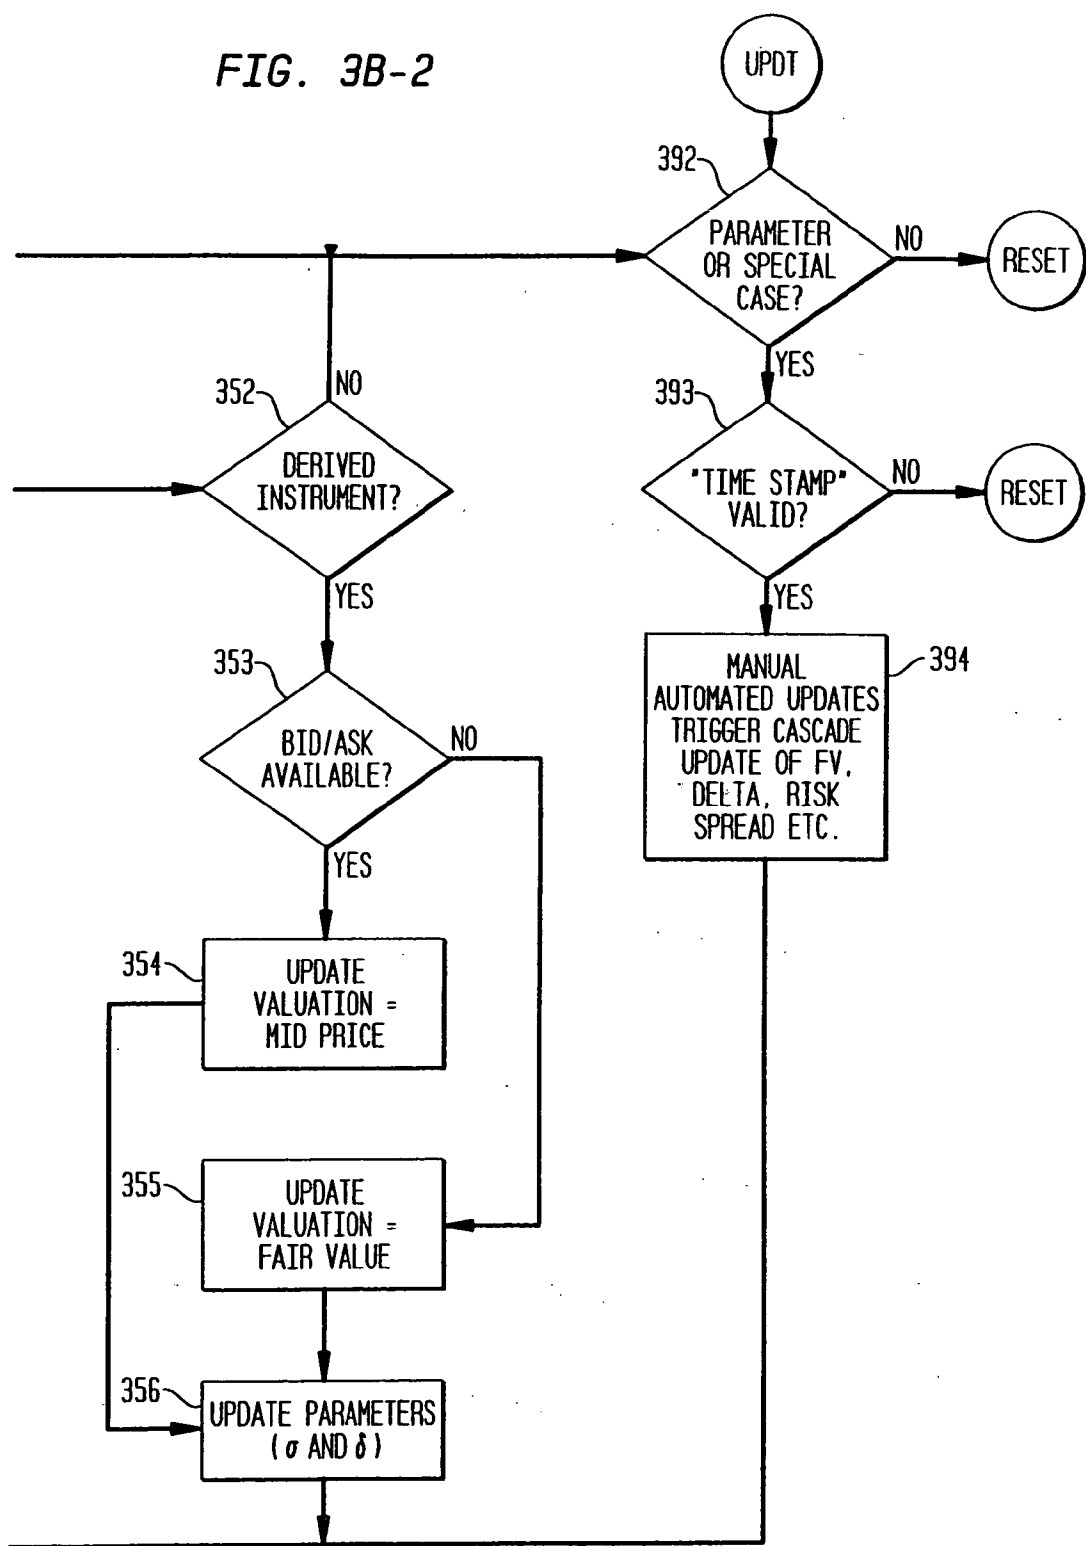 FIG. 3B-2
UPDT
392
PARAMETER
OR SPECIAL
CASE?
NO
RESET
YES
352
NO
DERIVED
INSTRUMENT?
YES
393
"TIME STAMP"
VALID?
NO
RESET
YES
353
BID/ASK
AVAILABLE?
NO
YES
394
MANUAL
AUTOMATED UPDATES
TRIGGER CASCADE
UPDATE OF FV,
DELTA, RISK
SPREAD ETC.
354
UPDATE
VALUATION =
MID PRICE
355
UPDATE
VALUATION =
FAIR VALUE
356
UPDATE PARAMETERS
(σ AND δ)